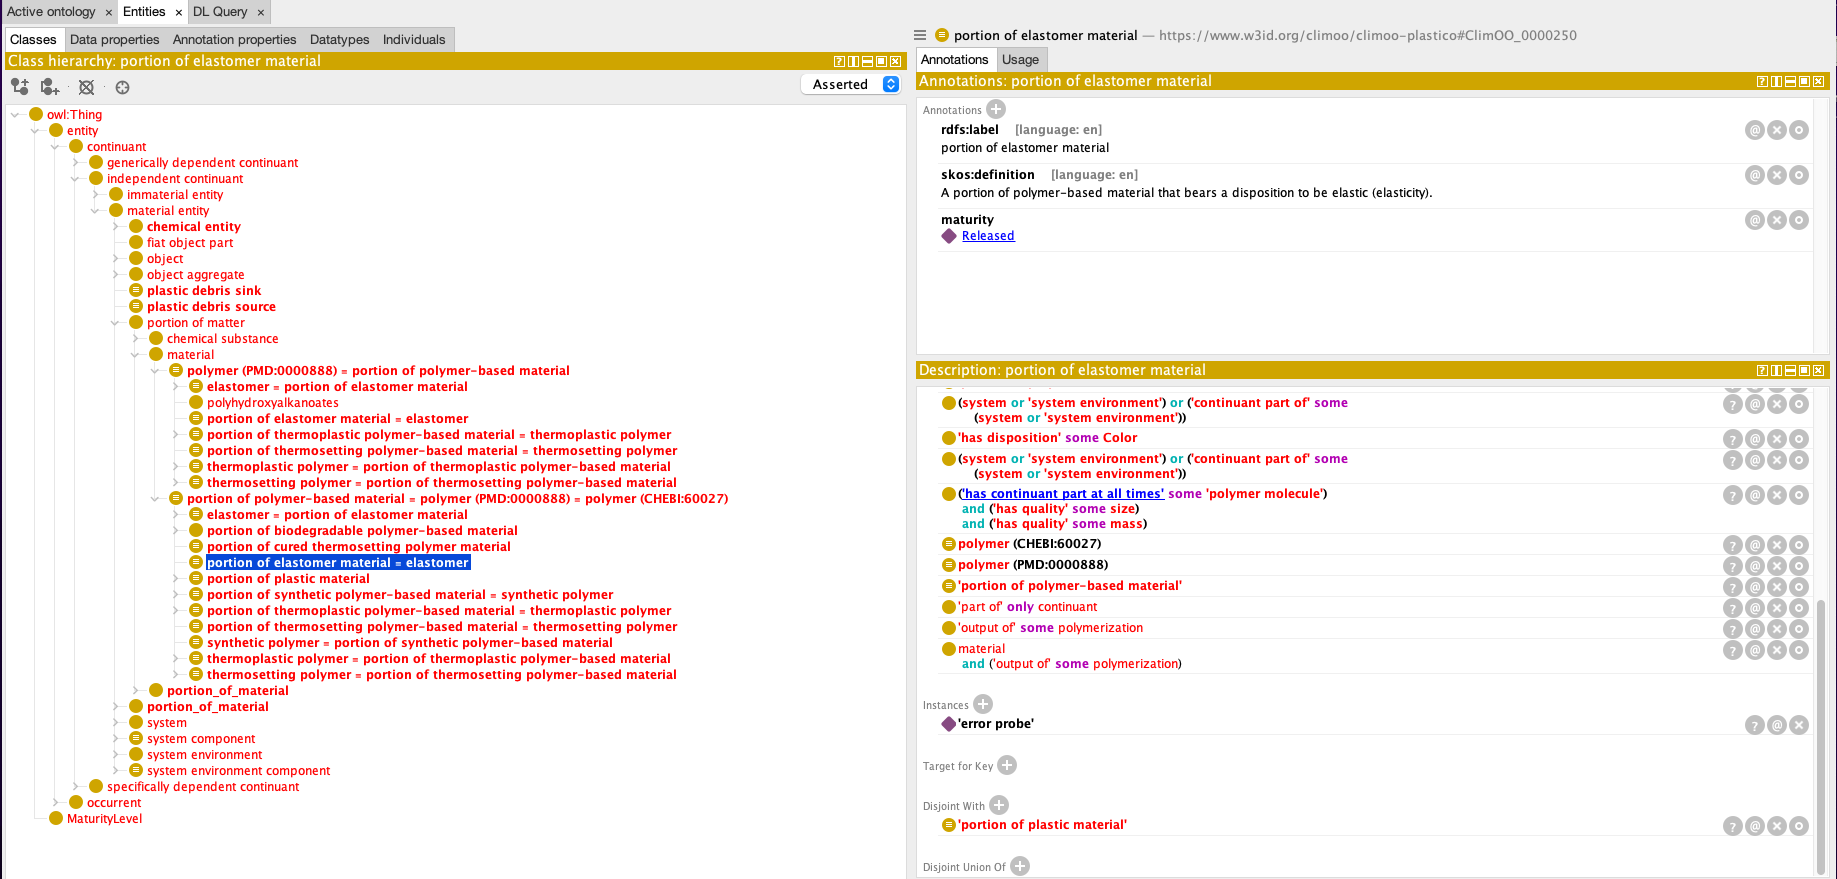 Active ontology × Entities × DL Query ×
Classes Data properties Annotation properties Datatypes Individuals
Class hierarchy: portion of elastomer material
Asserted
owl:Thing
entity
continuant
generically dependent continuant
independent continuant
immaterial entity
material entity
chemical entity
fiat object part
object
object aggregate
plastic debris sink
plastic debris source
portion of matter
chemical substance
material
polymer (PMD:0000888) = portion of polymer-based material
elastomer = portion of elastomer material
polyhydroxyalkanoates
portion of elastomer material = elastomer
portion of thermoplastic polymer-based material = thermoplastic polymer
portion of thermosetting polymer-based material = thermosetting polymer
thermoplastic polymer = portion of thermoplastic polymer-based material
thermosetting polymer = portion of thermosetting polymer-based material
portion of polymer-based material = polymer (PMD:0000888) = polymer (CHEBI:60027)
elastomer = portion of elastomer material
portion of biodegradable polymer-based material
portion of cured thermosetting polymer material
portion of elastomer material = elastomer
portion of plastic material
portion of synthetic polymer-based material = synthetic polymer
portion of thermoplastic polymer-based material = thermoplastic polymer
portion of thermosetting polymer-based material = thermosetting polymer
synthetic polymer = portion of synthetic polymer-based material
thermoplastic polymer = portion of thermoplastic polymer-based material
thermosetting polymer = portion of thermosetting polymer-based material
portion_of_material
portion_of_material
system
system component
system environment
system environment component
specifically dependent continuant
occurrent
MaturityLevel
portion of elastomer material — https://www.w3id.org/climoo/climoo-plastico#ClimOO_0000250
Annotations Usage
Annotations: portion of elastomer material
Annotations
rdfs:label [language: en]
portion of elastomer material
skos:definition [language: en]
A portion of polymer-based material that bears a disposition to be elastic (elasticity).
maturity
Released
Description: portion of elastomer material
(system or 'system environment') or ('continuant part of' some
(system or 'system environment'))
'has disposition' some Color
(system or 'system environment') or ('continuant part of' some
(system or 'system environment'))
('has continuant part at all times' some 'polymer molecule')
and ('has quality' some size)
and ('has quality' some mass)
polymer (CHEBI:60027)
polymer (PMD:0000888)
'portion of polymer-based material'
'part of' only continuant
'output of' some polymerization
material
and ('output of' some polymerization)
Instances
'error probe'
Target for Key
Disjoint With
'portion of plastic material'
Disjoint Union Of